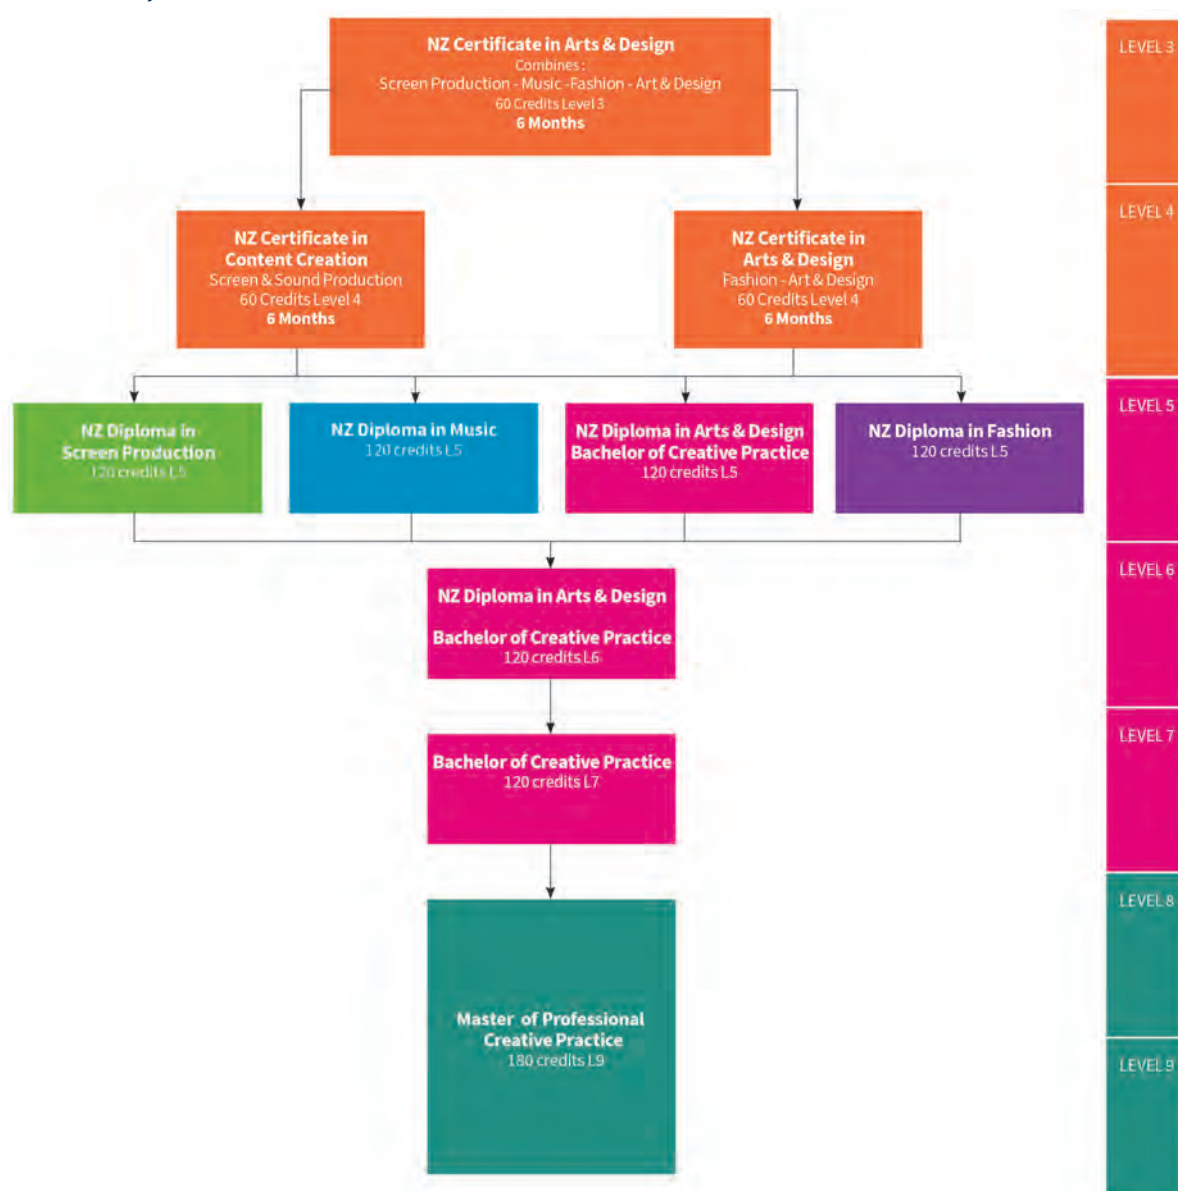 NZ Certificate in Arts & Design
Combines :
Screen Production - Music -Fashion - Art & Design
60 Credits Level 3
6 Months
LEVEL 3
NZ Certificate in
Content Creation
Screen & Sound Production
60 Credits Level 4
6 Months
NZ Certificate in
Arts & Design
Fashion - Art & Design
60 Credits Level 4
6 Months
LEVEL 4
NZ Diploma in
Screen Production
120 credits L5
NZ Diploma in Music
120 credits L5
NZ Diploma in Arts & Design
Bachelor of Creative Practice
120 credits L5
NZ Diploma in Fashion
120 credits L5
LEVEL 5
NZ Diploma in Arts & Design
Bachelor of Creative Practice
120 credits L6
LEVEL 6
Bachelor of Creative Practice
120 credits L7
LEVEL 7
Master of Professional
Creative Practice
180 credits L9
LEVEL 8
LEVEL 9